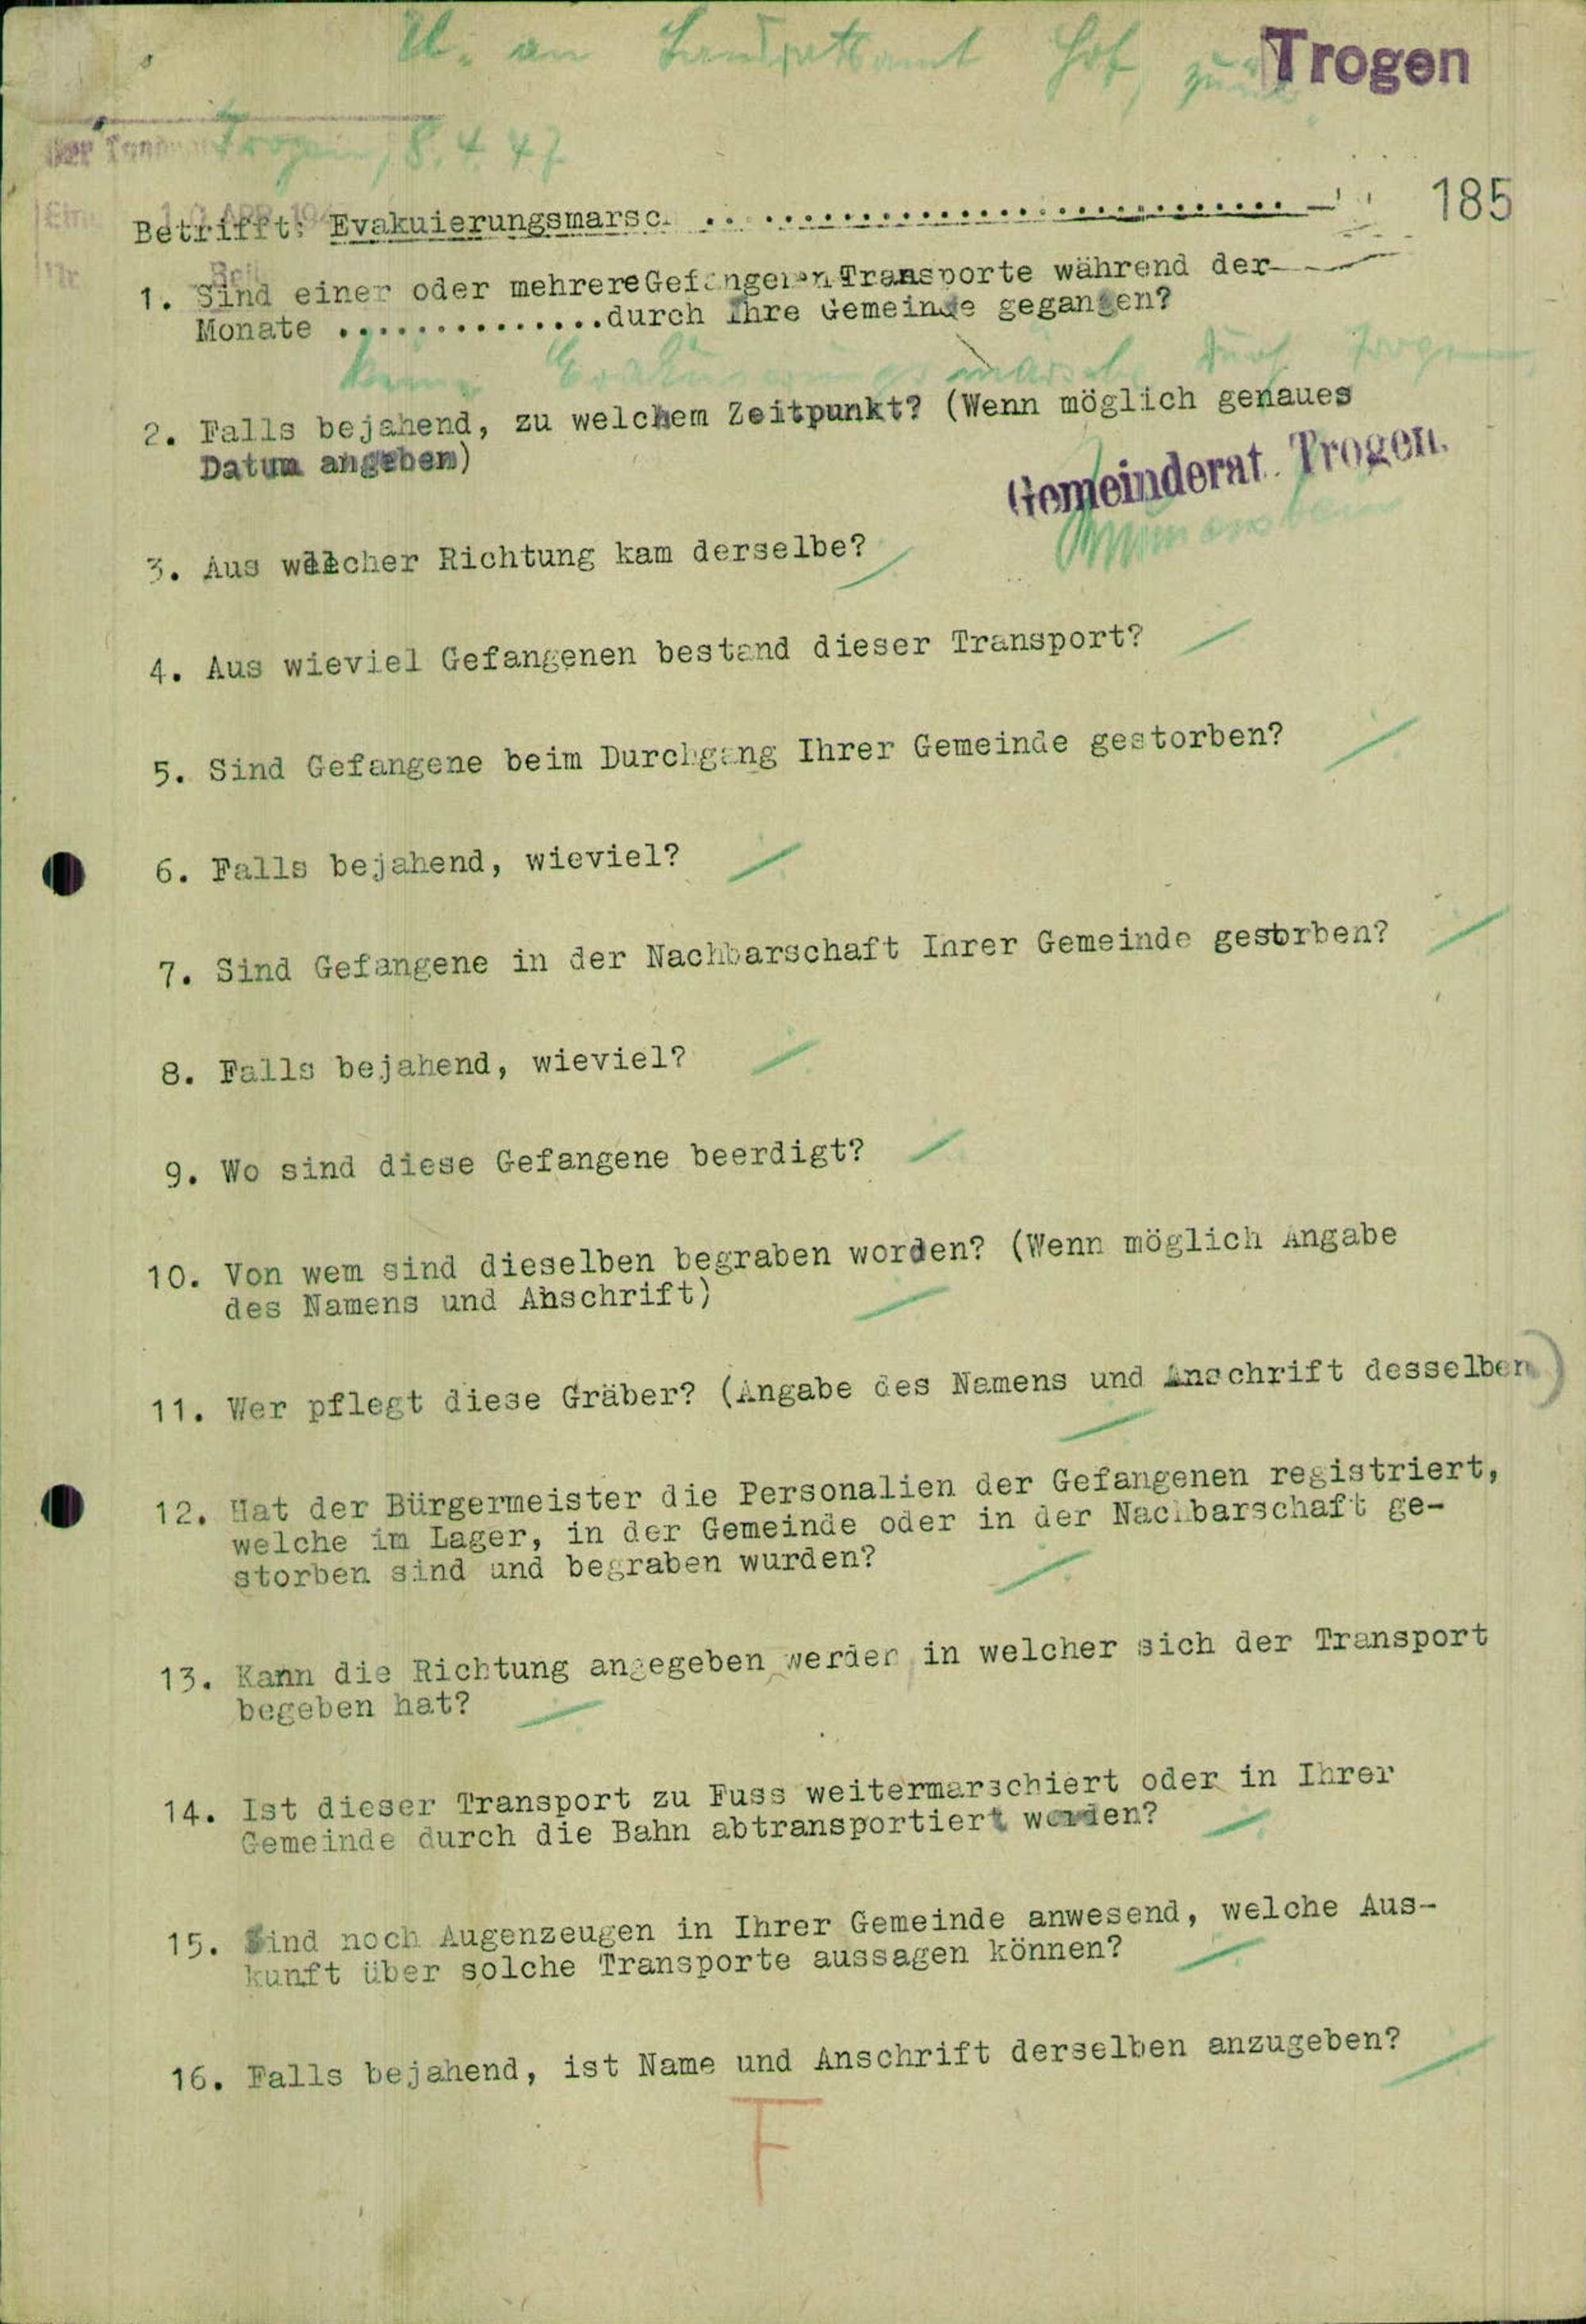 U. an Landratsamt Hof, zurück
Trogen
Trogen, 8.4.47
185
Betrifft: Evakuierungsmarsc. .. ...........................
1. Sind einer oder mehrere Gefangenen Transporte während der
Monate ..............durch Ihre Gemeinde gegangen?
keine Evakuierungsmärsche durch Trogen
2. Falls bejahend, zu welchem Zeitpunkt? (Wenn möglich genaues
Datum angeben)
Gemeinderat Trogen.
3. Aus welcher Richtung kam derselbe?
4. Aus wieviel Gefangenen bestand dieser Transport?
5. Sind Gefangene beim Durchgang Ihrer Gemeinde gestorben?
6. Falls bejahend, wieviel?
7. Sind Gefangene in der Nachbarschaft Ihrer Gemeinde gestorben?
8. Falls bejahend, wieviel?
9. Wo sind diese Gefangene beerdigt?
10. Von wem sind dieselben begraben worden? (Wenn möglich Angabe
des Namens und Anschrift)
11. Wer pflegt diese Gräber? (Angabe des Namens und Anschrift desselben)
12. Hat der Bürgermeister die Personalien der Gefangenen registriert,
welche im Lager, in der Gemeinde oder in der Nachbarschaft ge-
storben sind und begraben wurden?
13. Kann die Richtung angegeben werden in welcher sich der Transport
begeben hat?
14. Ist dieser Transport zu Fuss weitermarschiert oder in Ihrer
Gemeinde durch die Bahn abtransportiert worden?
15. Sind noch Augenzeugen in Ihrer Gemeinde anwesend, welche Aus-
kunft über solche Transporte aussagen können?
16. Falls bejahend, ist Name und Anschrift derselben anzugeben?
F